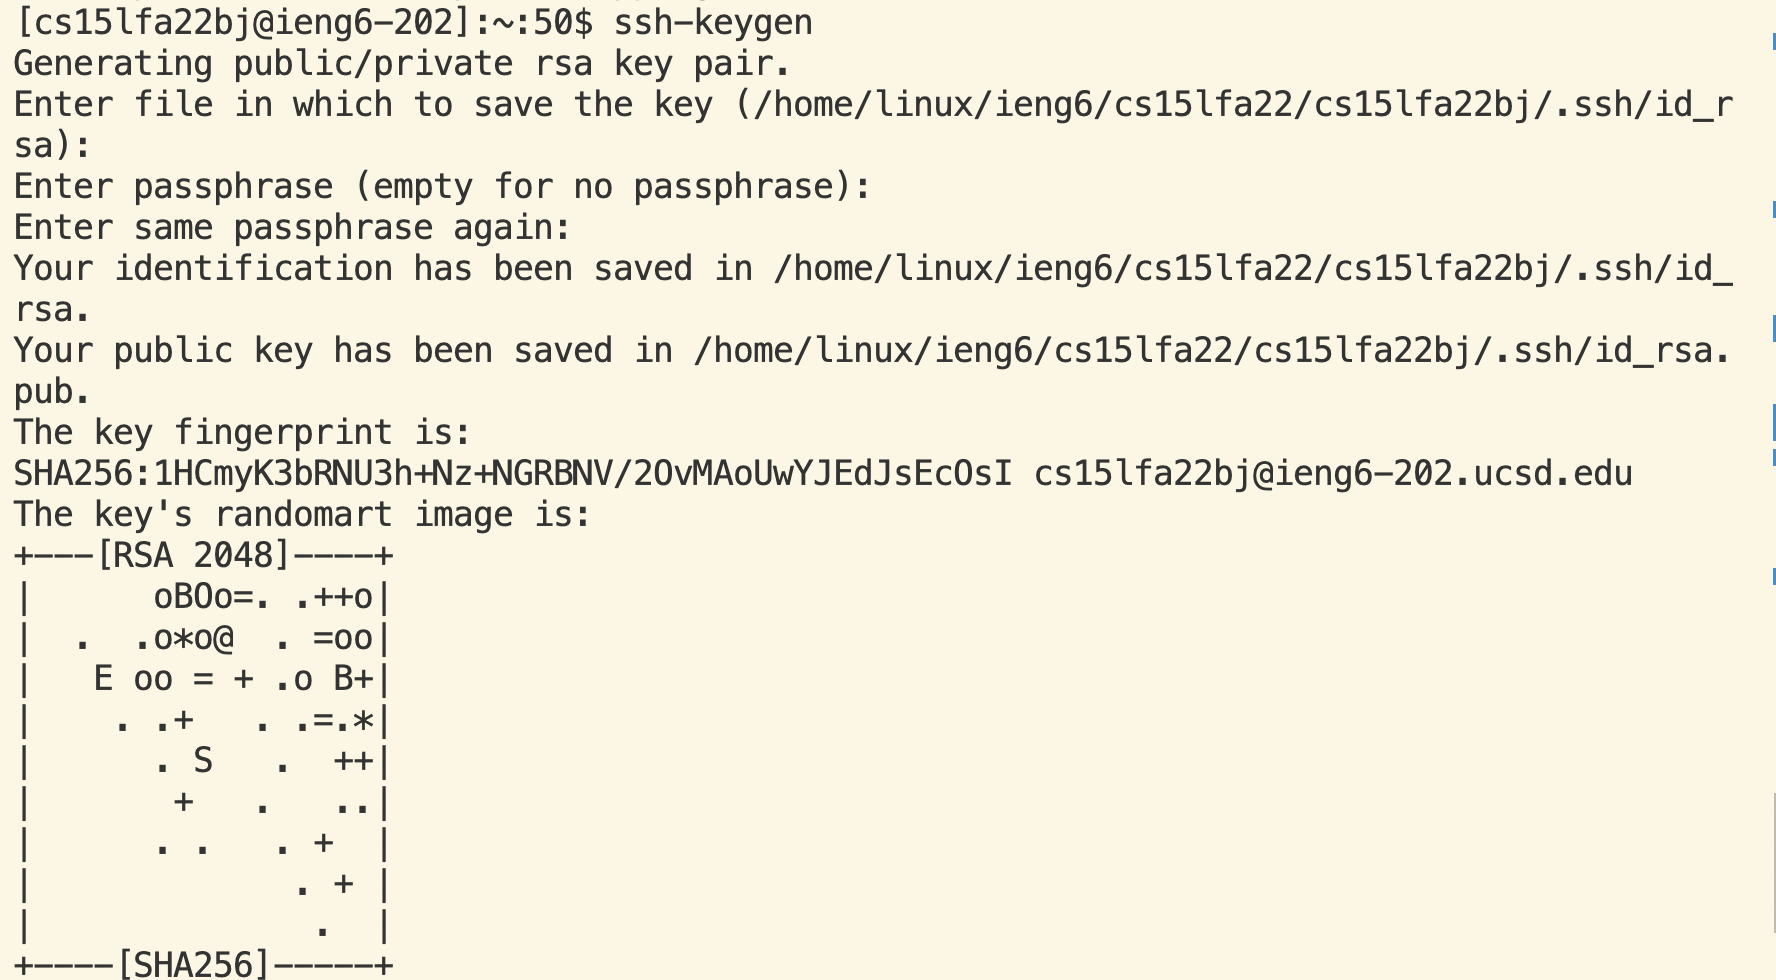 [cs15lfa22bj@ieng6-202]:~:50$ ssh-keygen
Generating public/private rsa key pair.
Enter file in which to save the key (/home/linux/ieng6/cs15lfa22/cs15lfa22bj/.ssh/id_r
sa):
Enter passphrase (empty for no passphrase):
Enter same passphrase again:
Your identification has been saved in /home/linux/ieng6/cs15lfa22/cs15lfa22bj/.ssh/id_
rsa.
Your public key has been saved in /home/linux/ieng6/cs15lfa22/cs15lfa22bj/.ssh/id_rsa.
pub.
The key fingerprint is:
SHA256:1HCmyK3bRNU3h+Nz+NGRBNV/2OvMAoUwYJEdJsEcOsI cs15lfa22bj@ieng6-202.ucsd.edu
The key's randomart image is:
+---[RSA 2048]----+
|      oBOo=. .++o|
|  .  .o*o@  . =oo|
|   E oo = + .o B+|
|    . .+   . .=.*|
|      . S   .  ++|
|       +   .   ..|
|      . .   . +  |
|             . + |
|              .  |
+----[SHA256]-----+